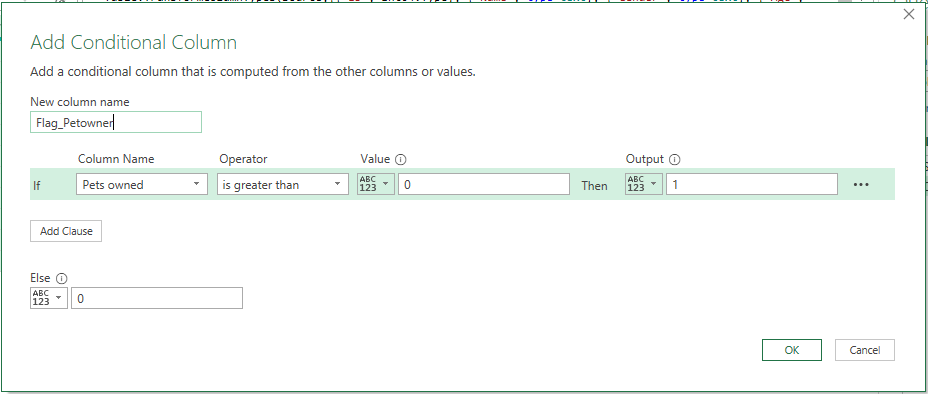 Add Conditional Column
Add a conditional column that is computed from the other columns or values.
New column name
Flag_Petowner
Column Name Operator Value Output
If Pets owned is greater than ABC 123 0 Then ABC 123 1 •••
Add Clause
Else
ABC 123 0
OK Cancel